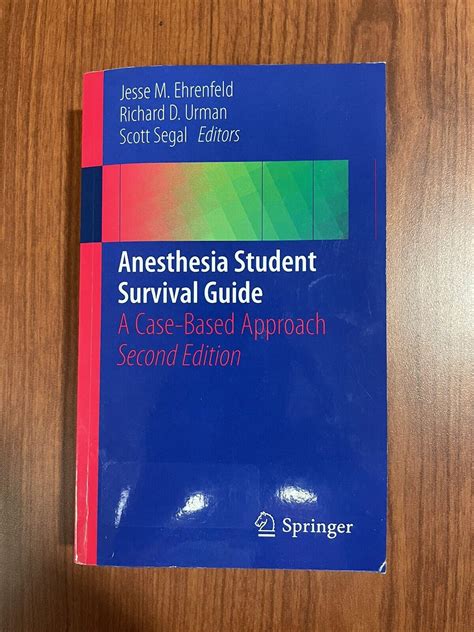 Jesse M. Ehrenfeld
Richard D. Urman
Scott Segal Editors
Anesthesia Student
Survival Guide
A Case-Based Approach
Second Edition
Springer